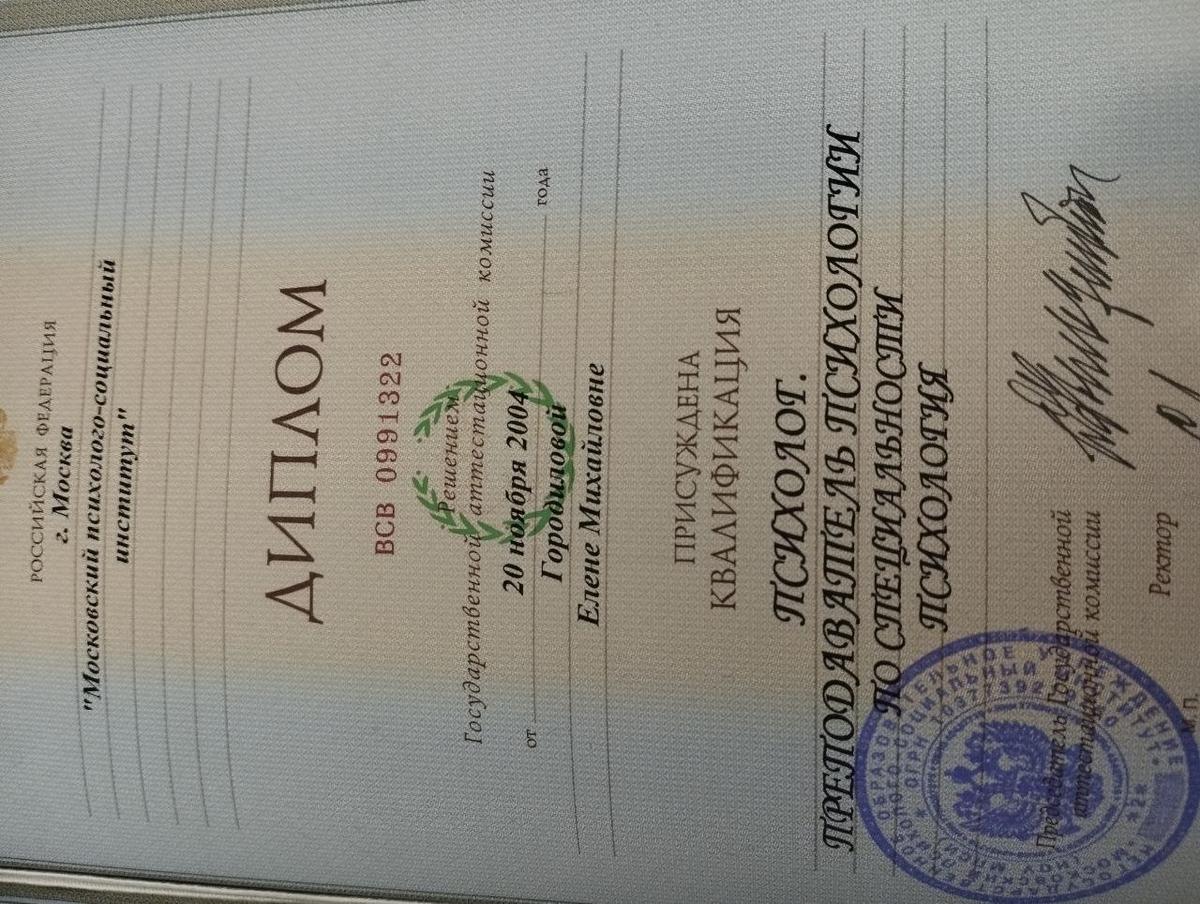 РОССИЙСКАЯ ФЕДЕРАЦИЯ
г. Москва
"Московский психолого-социальный
институт"
ДИПЛОМ
ВСВ 0991322
Решением
Государственной аттестационной комиссии
от 20 ноября 2004 года
Городиловой
Елене Михайловне
ПРИСУЖДЕНА
КВАЛИФИКАЦИЯ
ПСИХОЛОГ.
ПРЕПОДАВАТЕЛЬ ПСИХОЛОГИИ
ПО СПЕЦИАЛЬНОСТИ
ПСИХОЛОГИЯ
Председатель Государственной
аттестационной комиссии
Ректор
М.П.